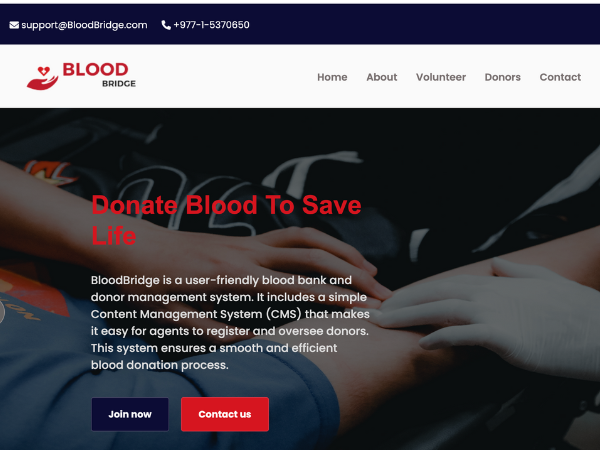 support@BloodBridge.com +977-1-5370650
BLOOD
BRIDGE
Home About Volunteer Donors Contact
Donate Blood To Save
Life
BloodBridge is a user-friendly blood bank and
donor management system. It includes a simple
Content Management System (CMS) that makes
it easy for agents to register and oversee donors.
This system ensures a smooth and efficient
blood donation process.
Join now Contact us